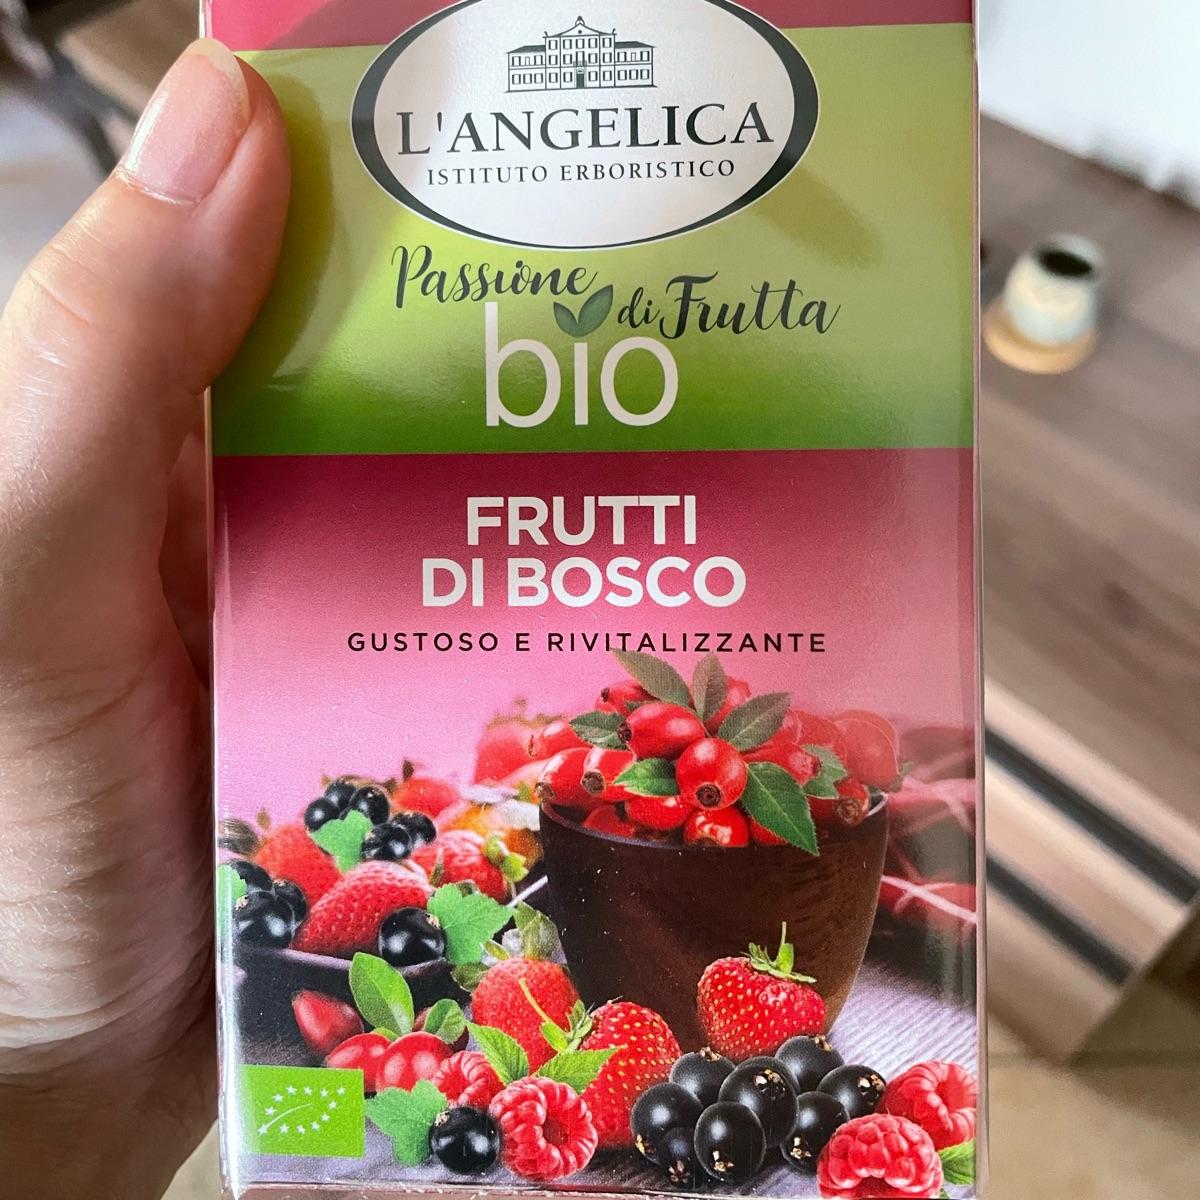 L'ANGELICA
ISTITUTO ERBORISTICO
Passione
di Frutta
bio
FRUTTI
DI BOSCO
GUSTOSO E RIVITALIZZANTE